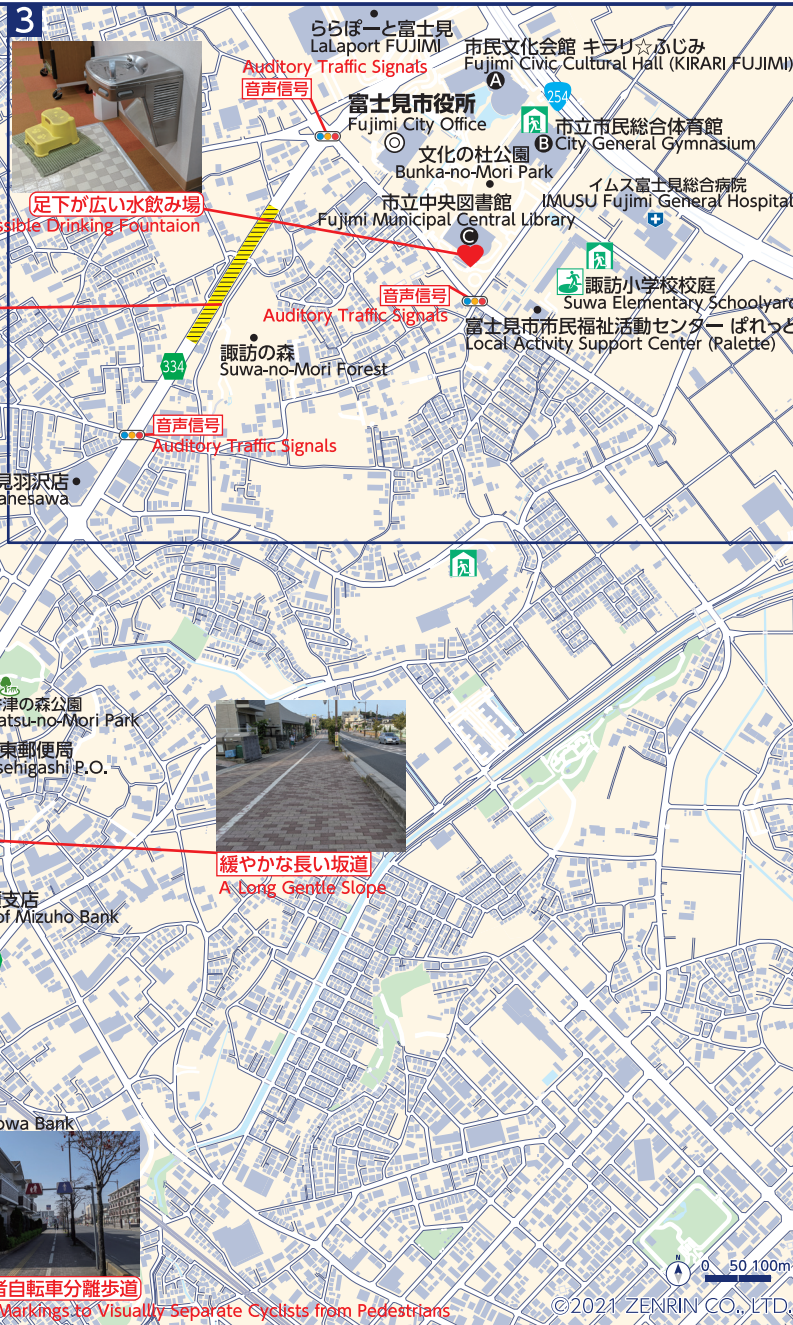 3
ららぽーと富士見
LaLaport FUJIMI
Auditory Traffic Signals
音声信号
市民文化会館 キラリ☆ふじみ
Fujimi Civic Cultural Hall (KIRARI FUJIMI)
A
254
富士見市役所
Fujimi City Office
市立市民総合体育館
B City General Gymnasium
文化の杜公園
Bunka-no-Mori Park
イムス富士見総合病院
IMUSU Fujimi General Hospital
足下が広い水飲み場
ssible Drinking Fountaion
市立中央図書館
Fujimi Municipal Central Library
C
諏訪小学校校庭
Suwa Elementary Schoolyard
音声信号
Auditory Traffic Signals
富士見市市民福祉活動センター ぱれっと
Local Activity Support Center (Palette)
諏訪の森
Suwa-no-Mori Forest
334
音声信号
Auditory Traffic Signals
見羽沢店
anesawa
津の森公園
atsu-no-Mori Park
東郵便局
sehigashi P.O.
緩やかな長い坂道
A Long Gentle Slope
支店
of Mizuho Bank
owa Bank
者自転車分離歩道
Markings to Visually Separate Cyclists from Pedestrians
N
0 50 100m
©2021 ZENRIN CO., LTD.